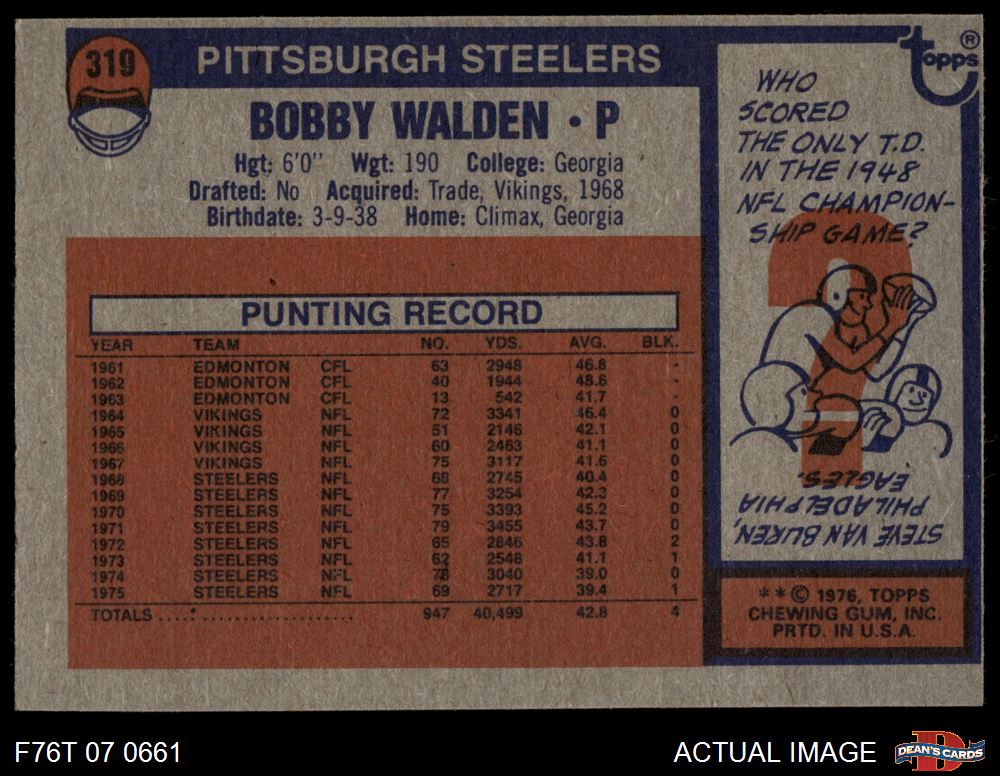 319
PITTSBURGH STEELERS
BOBBY WALDEN • P
Hgt: 6'0" Wgt: 190 College: Georgia
Drafted: No Acquired: Trade, Vikings, 1968
Birthdate: 3-9-38 Home: Climax, Georgia
PUNTING RECORD
YEAR TEAM NO. YDS. AVG. BLK.
1961 EDMONTON CFL 63 2948 46.8 -
1962 EDMONTON CFL 40 1944 48.6 -
1963 EDMONTON CFL 13 542 41.7 -
1964 VIKINGS NFL 72 3341 46.4 0
1965 VIKINGS NFL 51 2146 42.1 0
1966 VIKINGS NFL 60 2463 41.1 0
1967 VIKINGS NFL 75 3117 41.6 0
1968 STEELERS NFL 68 2745 40.4 0
1969 STEELERS NFL 77 3254 42.3 0
1970 STEELERS NFL 75 3393 45.2 0
1971 STEELERS NFL 79 3455 43.7 0
1972 STEELERS NFL 65 2846 43.8 2
1973 STEELERS NFL 62 2548 41.1 1
1974 STEELERS NFL 78 3040 39.0 0
1975 STEELERS NFL 69 2717 39.4 1
TOTALS ........................ 947 40,499 42.8 4
topps®
WHO
SCORED
THE ONLY T.D.
IN THE 1948
NFL CHAMPION-
SHIP GAME?
?
STEVE VAN BUREN,
PHILADELPHIA
EAGLES.
**© 1976, TOPPS
CHEWING GUM, INC.
PRTD. IN U.S.A.
F76T 07 0661
ACTUAL IMAGE
D
DEAN'S CARDS